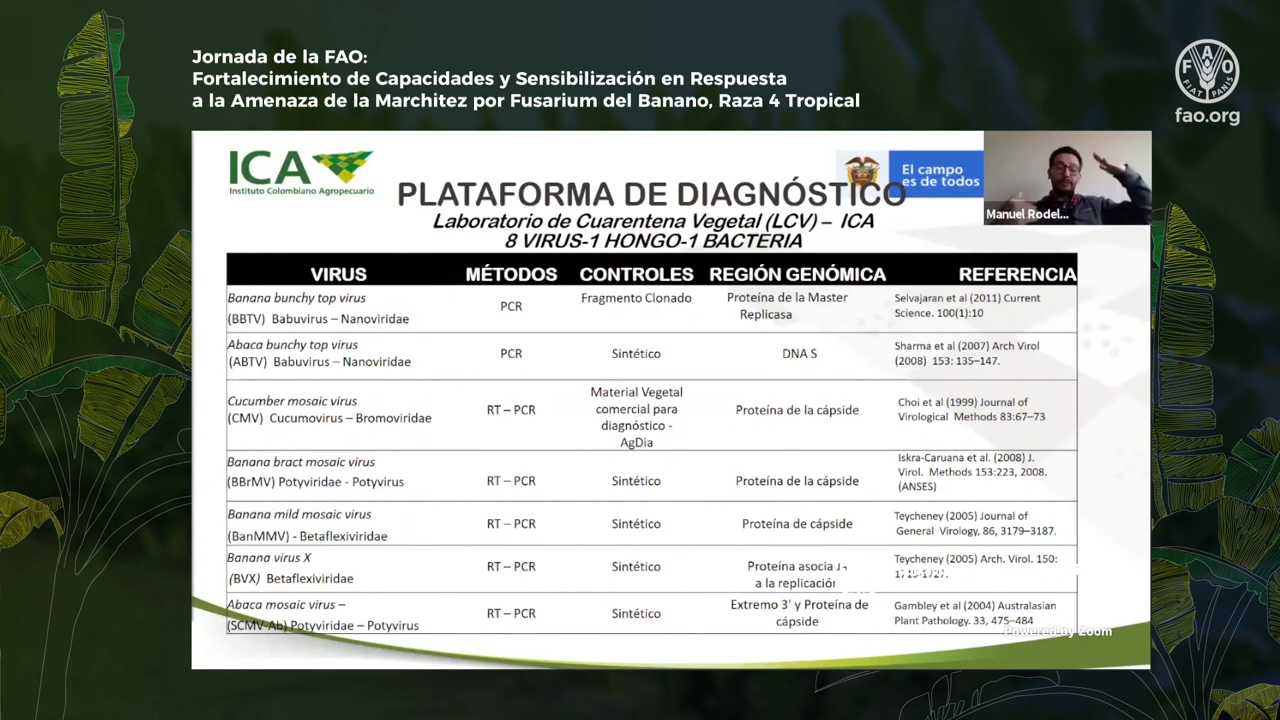 Jornada de la FAO:
Fortalecimiento de Capacidades y Sensibilización en Respuesta
a la Amenaza de la Marchitez por Fusarium del Banano, Raza 4 Tropical
FAO
FIAT PANIS
fao.org
ICA
Instituto Colombiano Agropecuario
El campo
es de todos
Manuel Rodel...
PLATAFORMA DE DIAGNÓSTICO
Laboratorio de Cuarentena Vegetal (LCV) – ICA
8 VIRUS-1 HONGO-1 BACTERIA
VIRUS MÉTODOS CONTROLES REGIÓN GENÓMICA REFERENCIA
Banana bunchy top virus
(BBTV) Babuvirus – Nanoviridae
PCR
Fragmento Clonado
Proteína de la Master
Replicasa
Selvajaran et al (2011) Current
Science. 100(1):10
Abaca bunchy top virus
(ABTV) Babuvirus – Nanoviridae
PCR
Sintético
DNA S
Sharma et al (2007) Arch Virol
(2008) 153: 135–147.
Cucumber mosaic virus
(CMV) Cucumovirus – Bromoviridae
RT – PCR
Material Vegetal
comercial para
diagnóstico -
AgDia
Proteína de la cápside
Choi et al (1999) Journal of
Virological Methods 83:67–73
Banana bract mosaic virus
(BBrMV) Potyviridae - Potyvirus
RT – PCR
Sintético
Proteína de la cápside
Iskra-Caruana et al. (2008) J.
Virol. Methods 153:223, 2008.
(ANSES)
Banana mild mosaic virus
(BanMMV) - Betaflexiviridae
RT – PCR
Sintético
Proteína de cápside
Teycheney (2005) Journal of
General Virology, 86, 3179–3187.
Banana virus X
(BVX) Betaflexiviridae
RT – PCR
Sintético
Proteína
a la replicación
Teycheney (2005) Arch. Virol. 150:
Abaca mosaic virus –
(SCMV-Ab) Potyviridae – Potyvirus
RT – PCR
Sintético
Extremo 3' y Proteína de
cápside
Gambley et al (2004) Australasian
Plant Pathology. 33, 475–484
Powered by Zoom